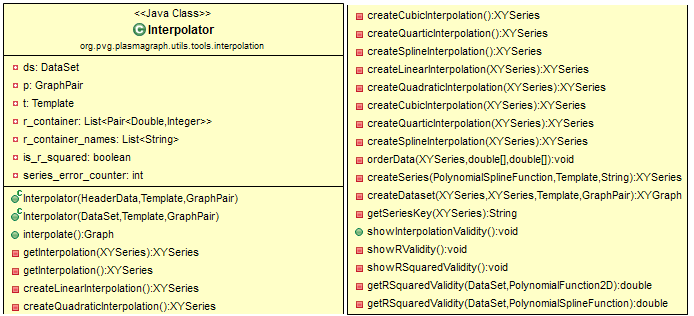 <<Java Class>>
Interpolator
org.pvg.plasmagraph.utils.tools.interpolation
ds: DataSet
p: GraphPair
t: Template
r_container: List<Pair<Double,Integer>>
r_container_names: List<String>
is_r_squared: boolean
series_error_counter: int
Interpolator(HeaderData,Template,GraphPair)
Interpolator(DataSet,Template,GraphPair)
interpolate():Graph
getInterpolation(XYSeries):XYSeries
getInterpolation():XYSeries
createLinearInterpolation():XYSeries
createQuadraticInterpolation():XYSeries
createCubicInterpolation():XYSeries
createQuarticInterpolation():XYSeries
createSplineInterpolation():XYSeries
createLinearInterpolation(XYSeries):XYSeries
createQuadraticInterpolation(XYSeries):XYSeries
createCubicInterpolation(XYSeries):XYSeries
createQuarticInterpolation(XYSeries):XYSeries
createSplineInterpolation(XYSeries):XYSeries
orderData(XYSeries,double[],double[]):void
createSeries(PolynomialSplineFunction,Template,String):XYSeries
createDataset(XYSeries,XYSeries,Template,GraphPair):XYGraph
getSeriesKey(XYSeries):String
showInterpolationValidity():void
showRValidity():void
showRSquaredValidity():void
getRSquaredValidity(DataSet,PolynomialFunction2D):double
getRSquaredValidity(DataSet,PolynomialSplineFunction):double